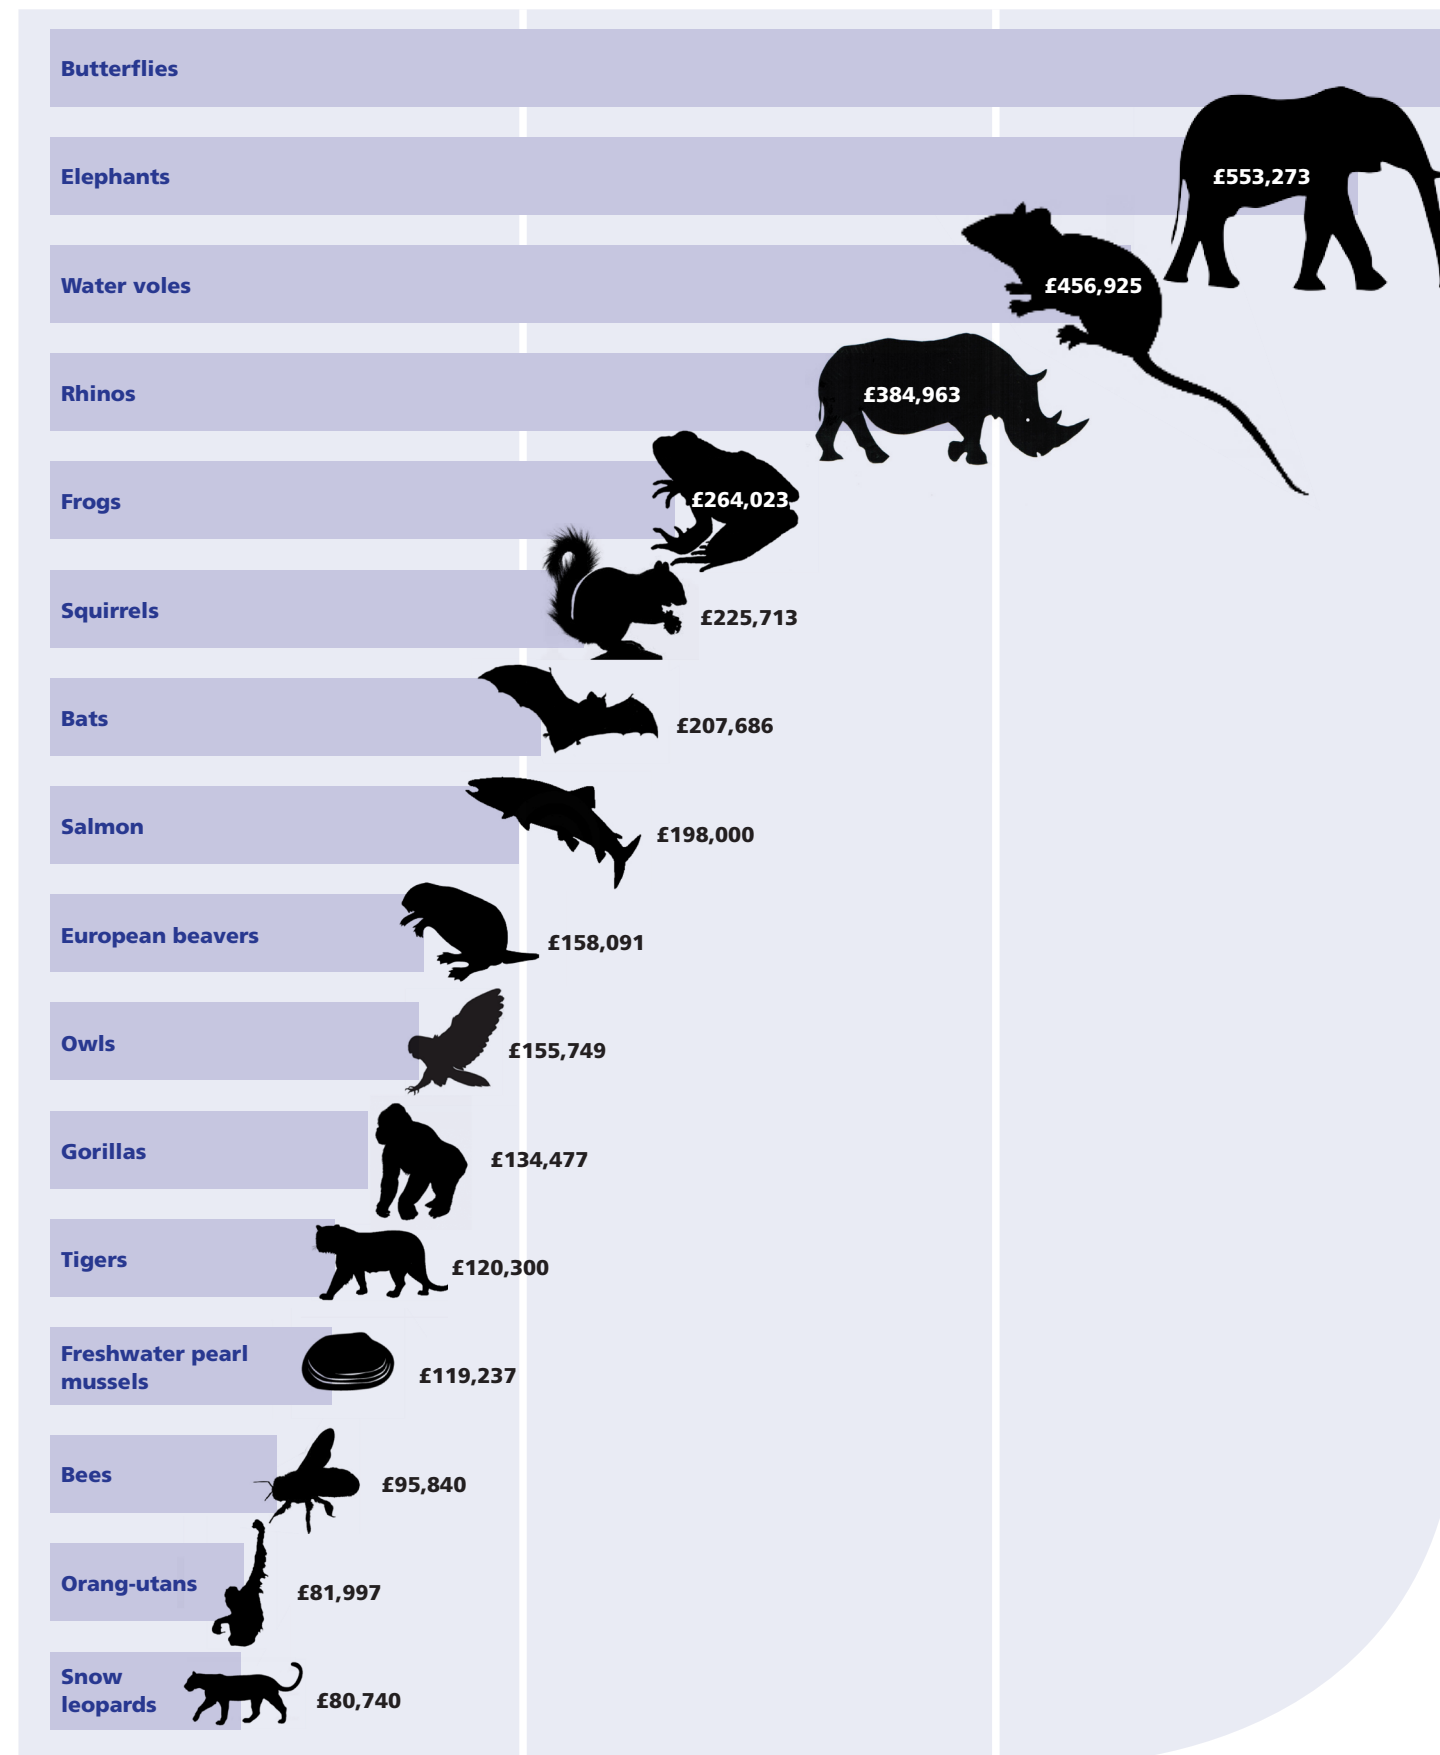 Butterflies
Elephants
£553,273
Water voles
£456,925
Rhinos
£384,963
Frogs
£264,023
Squirrels
£225,713
Bats
£207,686
Salmon
£198,000
European beavers
£158,091
Owls
£155,749
Gorillas
£134,477
Tigers
£120,300
Freshwater pearl
mussels
£119,237
Bees
£95,840
Orang-utans
£81,997
Snow
leopards
£80,740